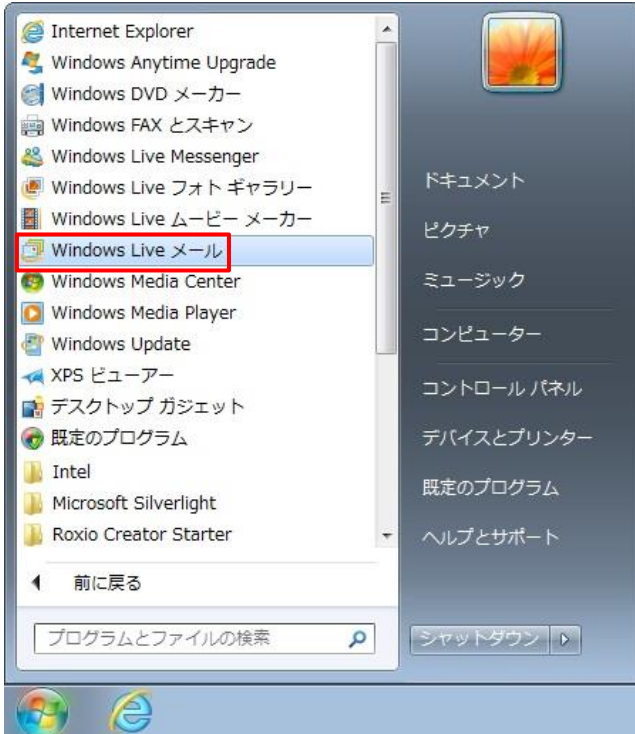 Internet Explorer
Windows Anytime Upgrade
Windows DVD メーカー
Windows FAX とスキャン
Windows Live Messenger
Windows Live フォト ギャラリー
Windows Live ムービー メーカー
Windows Live メール
Windows Media Center
Windows Media Player
Windows Update
XPS ビューアー
デスクトップ ガジェット
既定のプログラム
Intel
Microsoft Silverlight
Roxio Creator Starter
前に戻る
プログラムとファイルの検索
ドキュメント
ピクチャ
ミュージック
コンピューター
コントロール パネル
デバイスとプリンター
既定のプログラム
ヘルプとサポート
シャットダウン